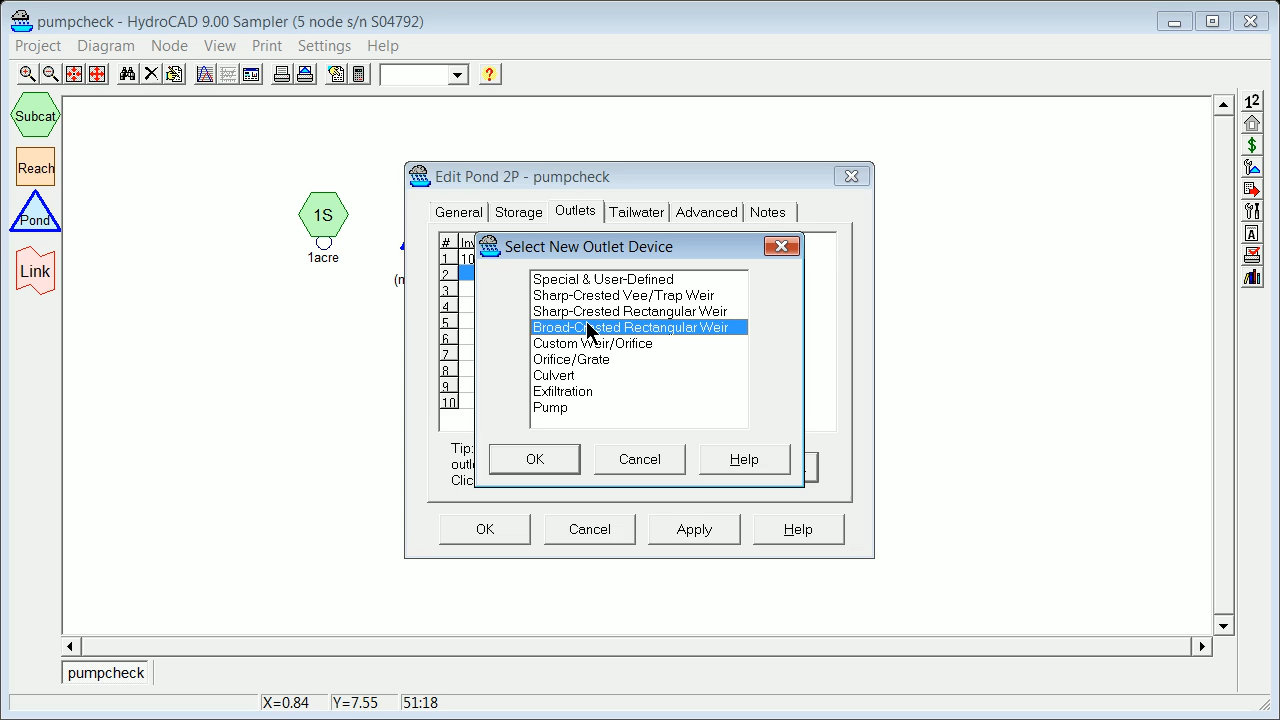 pumpcheck - HydroCAD 9.00 Sampler (5 node s/n S04792)
Project Diagram Node View Print Settings Help
Subcat
Reach
Pond
Link
12
$
A
?
1S
1acre
(n
Edit Pond 2P - pumpcheck
General Storage Outlets Tailwater Advanced Notes
# Inv
1 10
2
3
4
5
6
7
8
9
10
Select New Outlet Device
Special & User-Defined
Sharp-Crested Vee/Trap Weir
Sharp-Crested Rectangular Weir
Broad-Crested Rectangular Weir
Custom Weir/Orifice
Orifice/Grate
Culvert
Exfiltration
Pump
OK Cancel Help
Tip:
outle
Clic
OK Cancel Apply Help
pumpcheck
X=0.84 Y=7.55 51:18